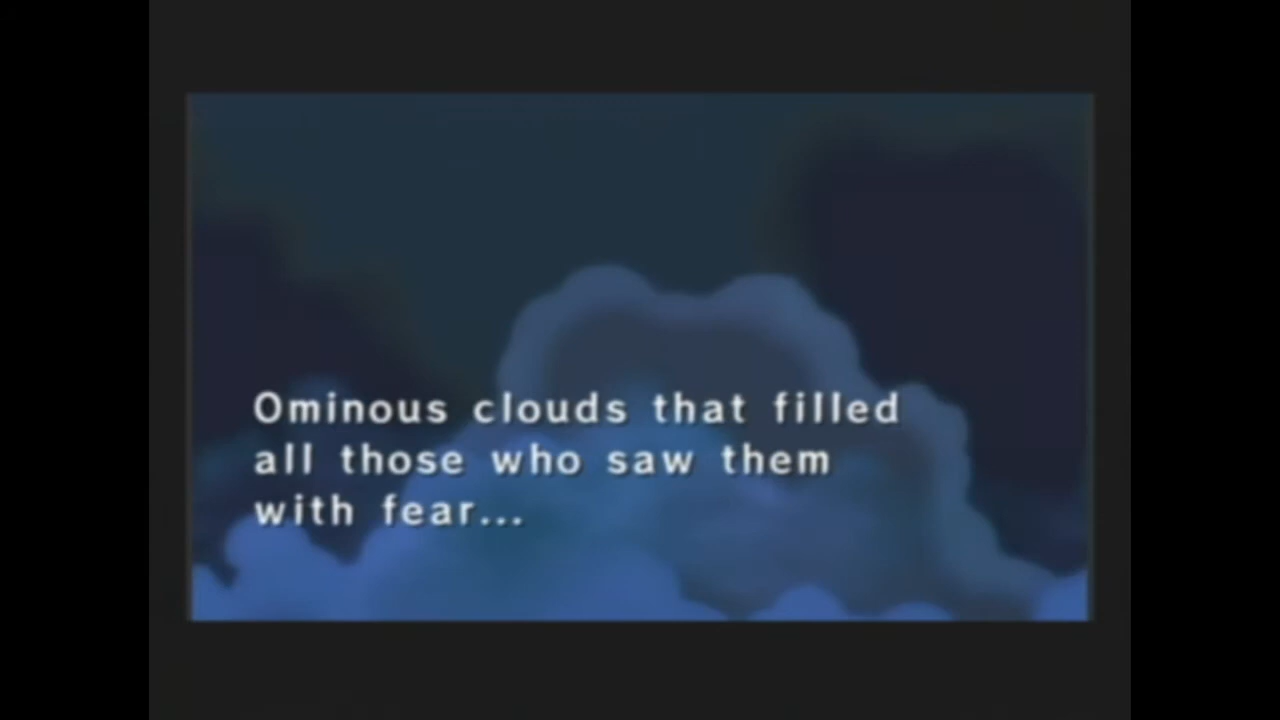 Ominous clouds that filled
all those who saw them
with fear...